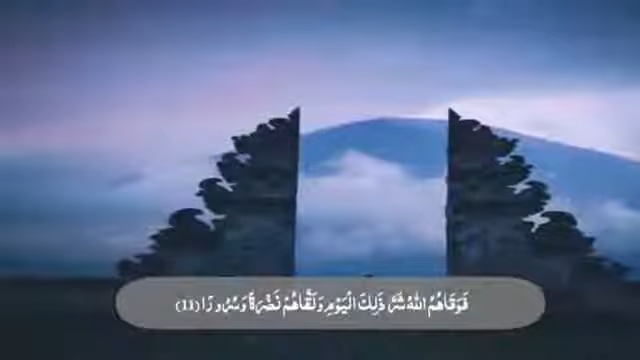 فَوَقَاهُمُ اللَّهُ شَرَّ ذَٰلِكَ الْيَوْمِ وَلَقَّاهُمْ نَضْرَةً وَسُرُورًا (11)